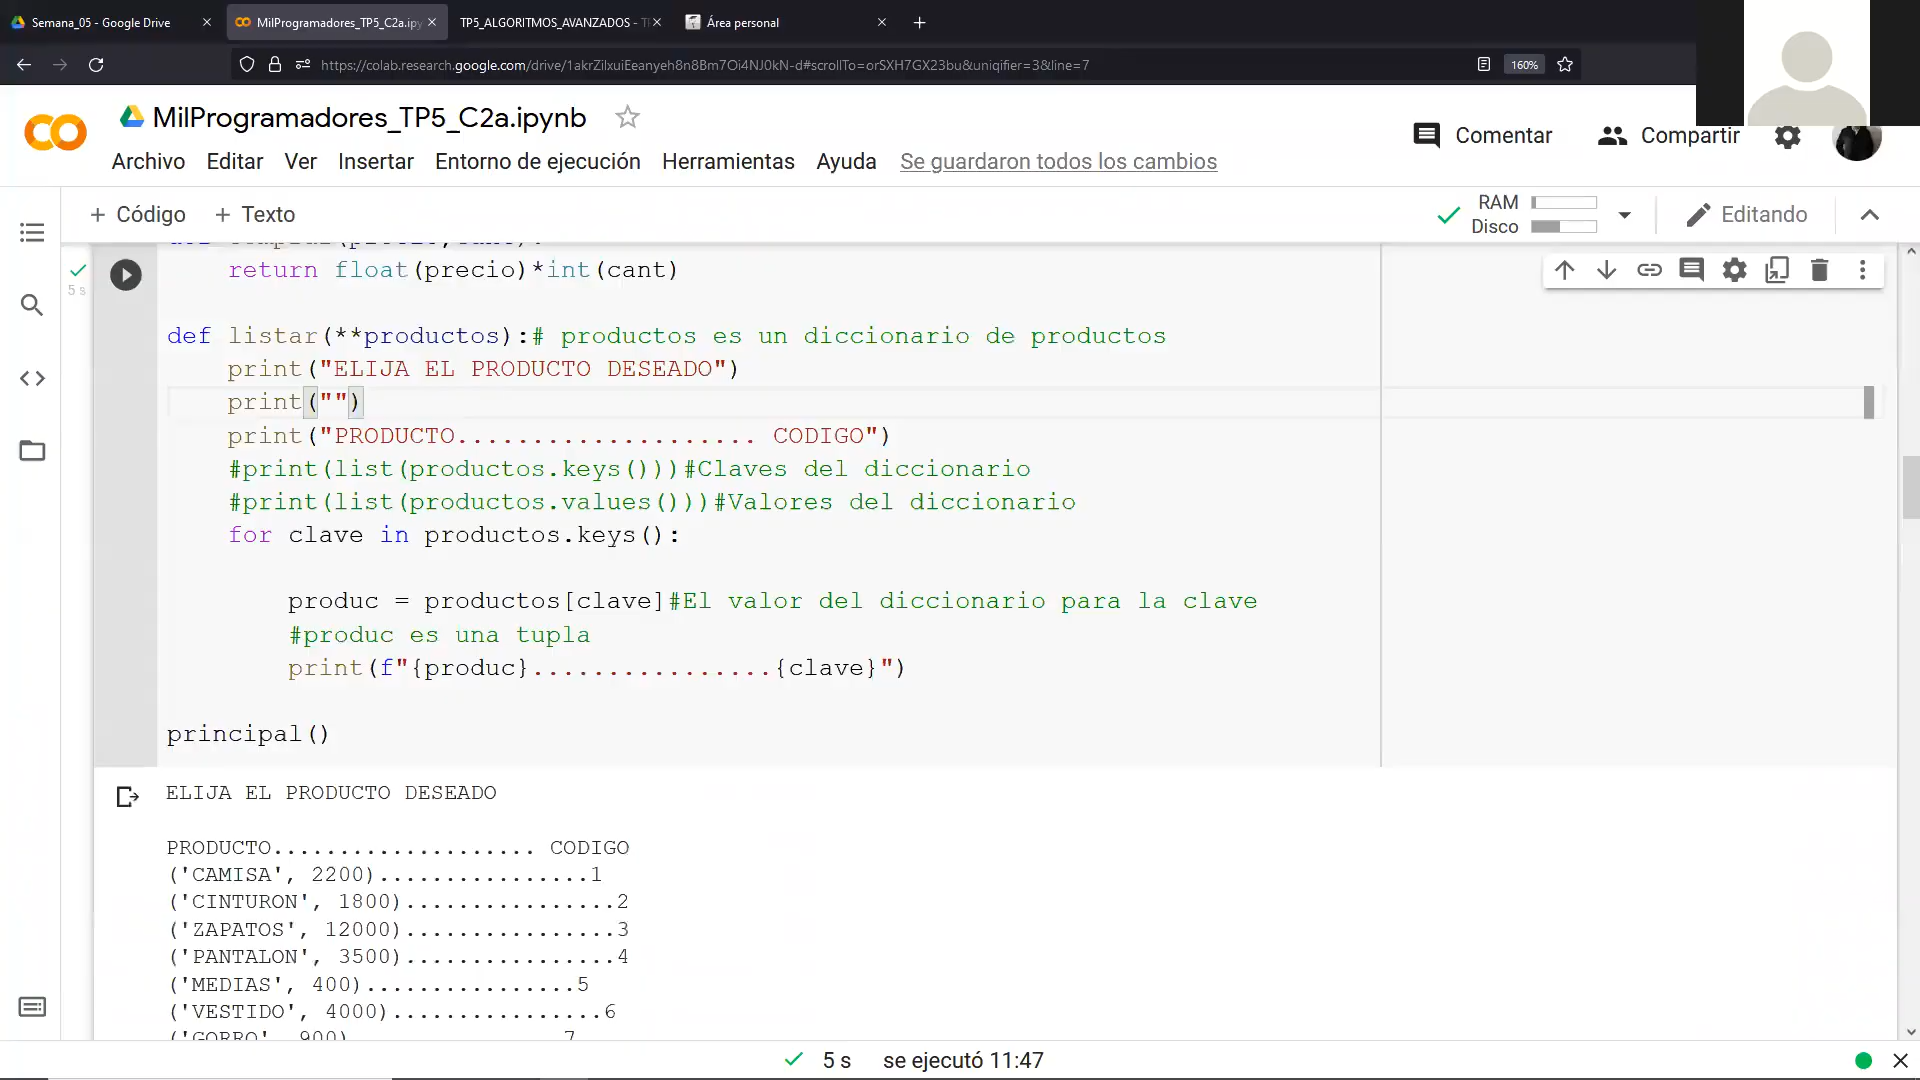 Semana_05 - Google Drive
MilProgramadores_TP5_C2a.ipy
TP5_ALGORITMOS_AVANZADOS - T
Área personal
https://colab.research.google.com/drive/1akrZilxuiEeanyeh8n8Bm7Oi4NJ0kN-d#scrollTo=orSXH7GX23bu&uniqifier=3&line=7
160%
MilProgramadores_TP5_C2a.ipynb
Comentar
Compartir
Archivo Editar Ver Insertar Entorno de ejecución Herramientas Ayuda Se guardaron todos los cambios
+ Código + Texto
RAM
Disco
Editando
5 s
return float(precio)*int(cant)
def listar(**productos):# productos es un diccionario de productos
print("ELIJA EL PRODUCTO DESEADO")
print("")
print("PRODUCTO.................... CODIGO")
#print(list(productos.keys()))#Claves del diccionario
#print(list(productos.values()))#Valores del diccionario
for clave in productos.keys():
produc = productos[clave]#El valor del diccionario para la clave
#produc es una tupla
print(f"{produc}................{clave}")
principal()
ELIJA EL PRODUCTO DESEADO
PRODUCTO.................... CODIGO
('CAMISA', 2200)................1
('CINTURON', 1800)................2
('ZAPATOS', 12000)................3
('PANTALON', 3500)................4
('MEDIAS', 400)................5
('VESTIDO', 4000)................6
('GORRO', 900)................7
5 s se ejecutó 11:47